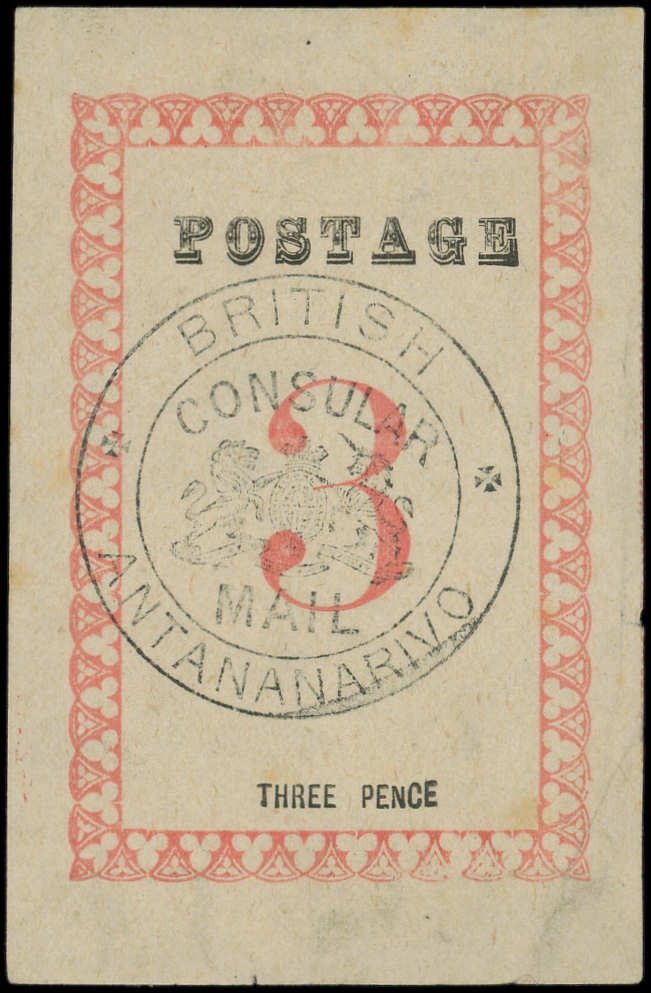 POSTAGE
BRITISH
CONSULAR
3
MAIL
ANTANANARIVO
THREE PENCE